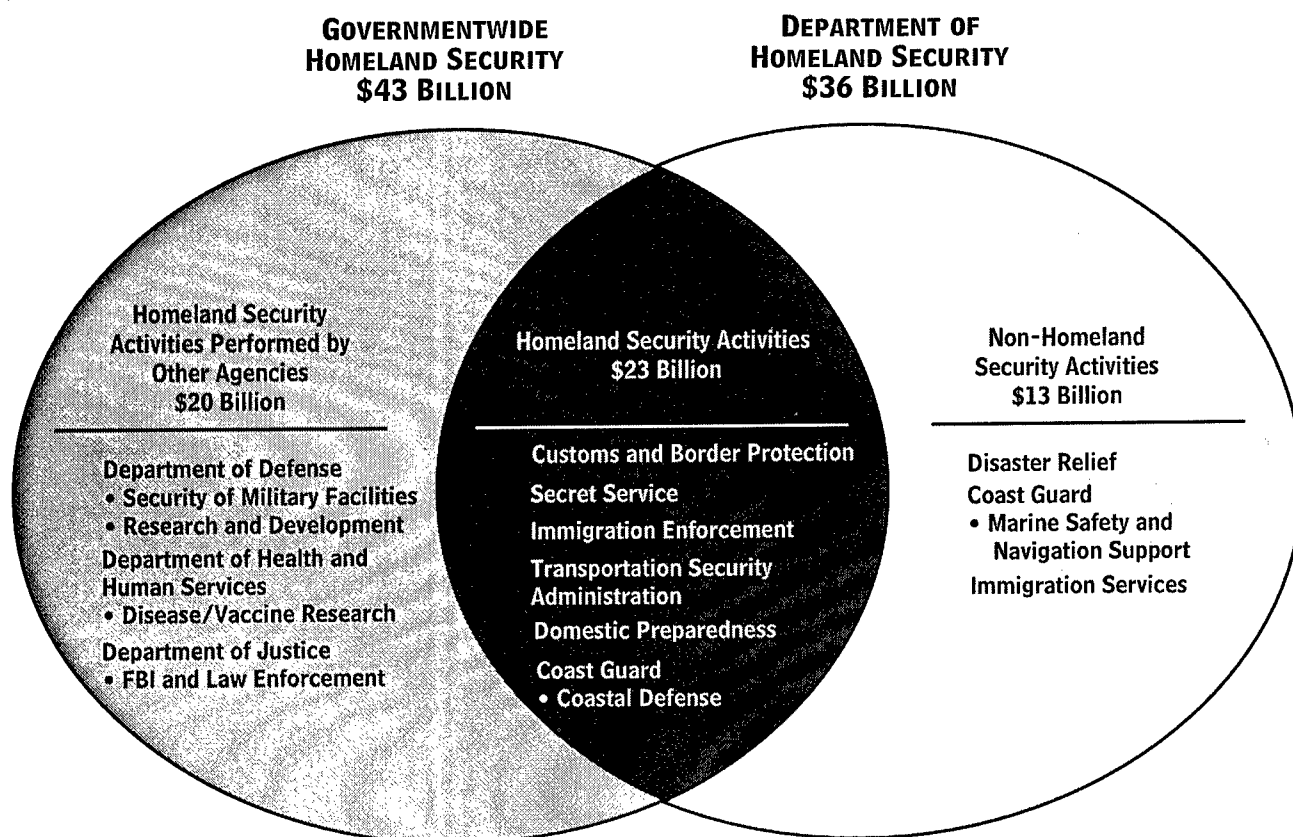 GOVERNMENTWIDE
HOMELAND SECURITY
$43 BILLION
DEPARTMENT OF
HOMELAND SECURITY
$36 BILLION
Homeland Security
Activities Performed by
Other Agencies
$20 Billion
Department of Defense
• Security of Military Facilities
• Research and Development
Department of Health and
Human Services
• Disease/Vaccine Research
Department of Justice
• FBI and Law Enforcement
Homeland Security Activities
$23 Billion
Customs and Border Protection
Secret Service
Immigration Enforcement
Transportation Security
Administration
Domestic Preparedness
Coast Guard
• Coastal Defense
Non-Homeland
Security Activities
$13 Billion
Disaster Relief
Coast Guard
• Marine Safety and
Navigation Support
Immigration Services